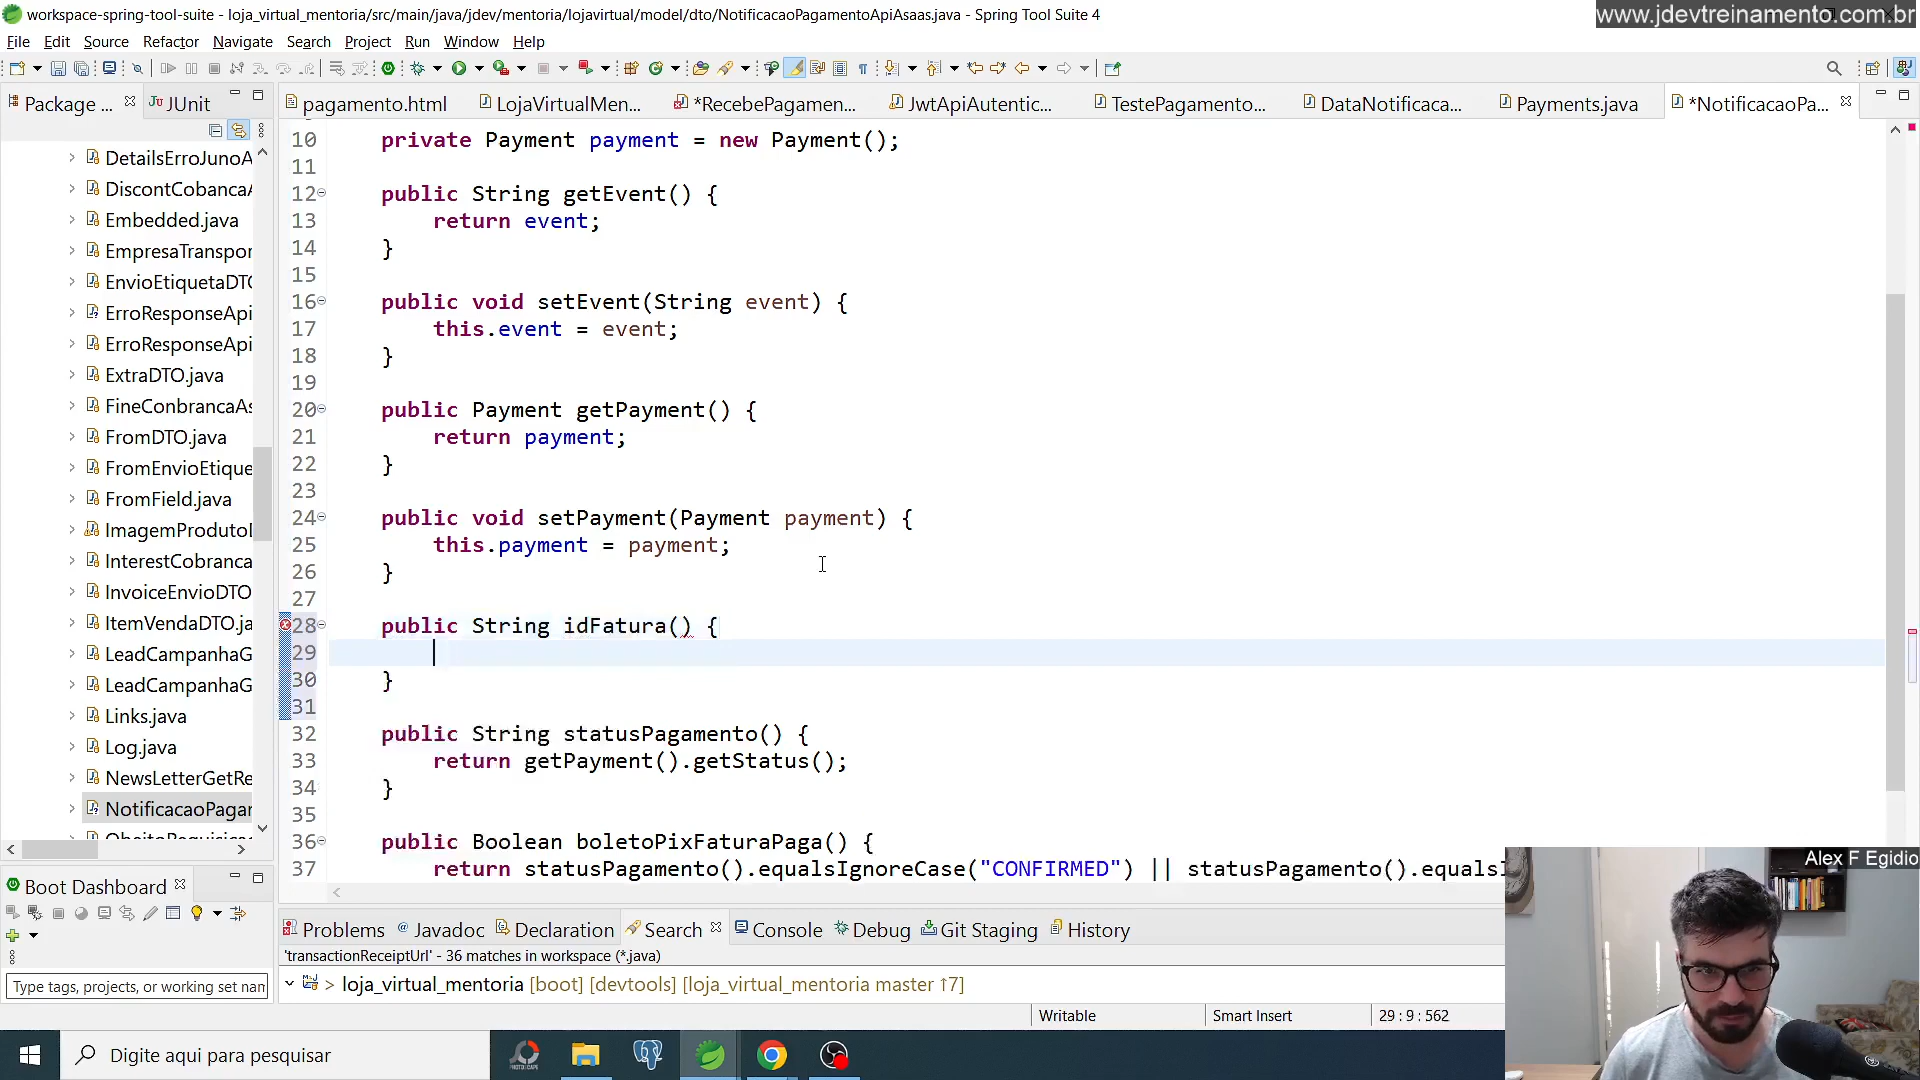 workspace-spring-tool-suite - loja_virtual_mentoria/src/main/java/jdev/mentoria/lojavirtual/model/dto/NotificacaoPagamentoApiAsaas.java - Spring Tool Suite 4
www.jdevtreinamento.com.br
File Edit Source Refactor Navigate Search Project Run Window Help
Package ... JUnit
pagamento.html LojaVirtualMen... *RecebePagamen... JwtApiAutentic... TestePagamento... DataNotificaca... Payments.java *NotificacaoPa...
DetailsErroJunoA
DiscontCobancaA
Embedded.java
EmpresaTranspor
EnvioEtiquetaDTO
ErroResponseApi
ErroResponseApi
ExtraDTO.java
FineConbrancaAs
FromDTO.java
FromEnvioEtique
FromField.java
ImagemProdutoI
InterestCobranca
InvoiceEnvioDTO
ItemVendaDTO.ja
LeadCampanhaG
LeadCampanhaG
Links.java
Log.java
NewsLetterGetRe
NotificacaoPagar
10 private Payment payment = new Payment();
11
12 public String getEvent() {
13 return event;
14 }
15
16 public void setEvent(String event) {
17 this.event = event;
18 }
19
20 public Payment getPayment() {
21 return payment;
22 }
23
24 public void setPayment(Payment payment) {
25 this.payment = payment;
26 }
27
28 public String idFatura() {
29
30 }
31
32 public String statusPagamento() {
33 return getPayment().getStatus();
34 }
35
36 public Boolean boletoPixFaturaPaga() {
37 return statusPagamento().equalsIgnoreCase("CONFIRMED") || statusPagamento().equalsI
Alex F Egidio
Boot Dashboard
Type tags, projects, or working set nam
Problems Javadoc Declaration Search Console Debug Git Staging History
'transactionReceiptUrl' - 36 matches in workspace (*.java)
> loja_virtual_mentoria [boot] [devtools] [loja_virtual_mentoria master ↑7]
Writable Smart Insert 29 : 9 : 562
Digite aqui para pesquisar